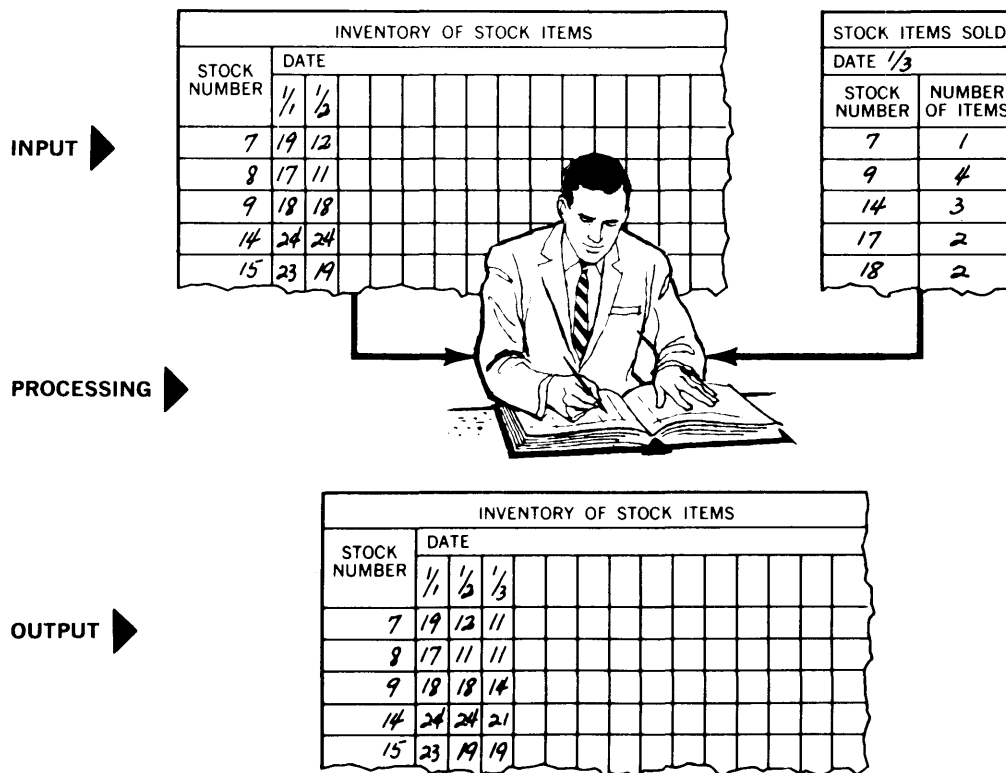 INVENTORY OF STOCK ITEMS
STOCK NUMBER DATE
1/1 1/2
7 19 12
8 17 11
9 18 18
14 24 24
15 23 19
STOCK ITEMS SOLD
DATE 1/3
STOCK NUMBER NUMBER OF ITEMS
7 1
9 4
14 3
17 2
18 2
INPUT
PROCESSING
OUTPUT
INVENTORY OF STOCK ITEMS
STOCK NUMBER DATE
1/1 1/2 1/3
7 19 12 11
8 17 11 11
9 18 18 14
14 24 24 21
15 23 19 19